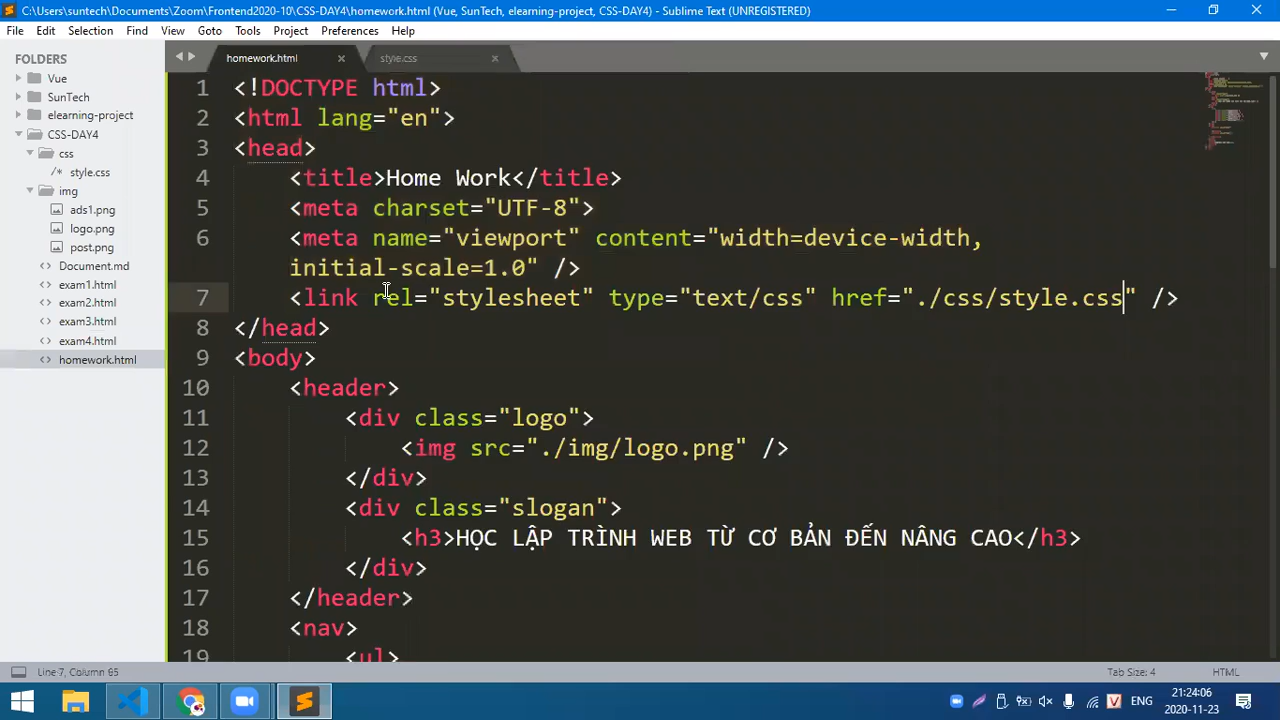 C:\Users\suntech\Documents\Zoom\Frontend2020-10\CSS-DAY4\homework.html (Vue, SunTech, elearning-project, CSS-DAY4) - Sublime Text (UNREGISTERED)
File Edit Selection Find View Goto Tools Project Preferences Help
FOLDERS
Vue
SunTech
elearning-project
CSS-DAY4
css
/* style.css
img
ads1.png
logo.png
post.png
<> Document.md
<> exam1.html
<> exam2.html
<> exam3.html
<> exam4.html
<> homework.html
homework.html × style.css ×
1 <!DOCTYPE html>
2 <html lang="en">
3 <head>
4 <title>Home Work</title>
5 <meta charset="UTF-8">
6 <meta name="viewport" content="width=device-width,
initial-scale=1.0" />
7 <link rel="stylesheet" type="text/css" href="./css/style.css" />
8 </head>
9 <body>
10 <header>
11 <div class="logo">
12 <img src="./img/logo.png" />
13 </div>
14 <div class="slogan">
15 <h3>HỌC LẬP TRÌNH WEB TỪ CƠ BẢN ĐẾN NÂNG CAO</h3>
16 </div>
17 </header>
18 <nav>
19 <ul>
Line 7, Column 65 Tab Size: 4 HTML
V ENG 21:24:06
2020-11-23